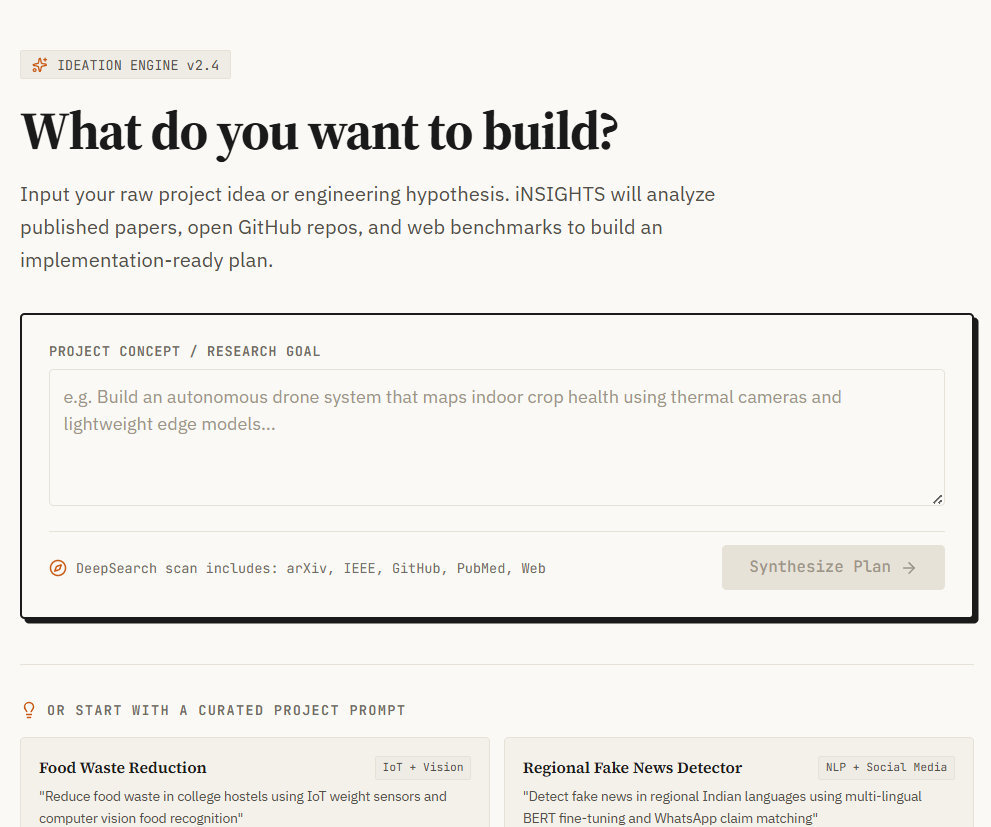 IDEATION ENGINE v2.4
What do you want to build?
Input your raw project idea or engineering hypothesis. iNSIGHTS will analyze
published papers, open GitHub repos, and web benchmarks to build an
implementation-ready plan.
PROJECT CONCEPT / RESEARCH GOAL
e.g. Build an autonomous drone system that maps indoor crop health using thermal cameras and
lightweight edge models...
DeepSearch scan includes: arXiv, IEEE, GitHub, PubMed, Web
Synthesize Plan →
OR START WITH A CURATED PROJECT PROMPT
Food Waste Reduction
IoT + Vision
"Reduce food waste in college hostels using IoT weight sensors and
computer vision food recognition"
Regional Fake News Detector
NLP + Social Media
"Detect fake news in regional Indian languages using multi-lingual
BERT fine-tuning and WhatsApp claim matching"